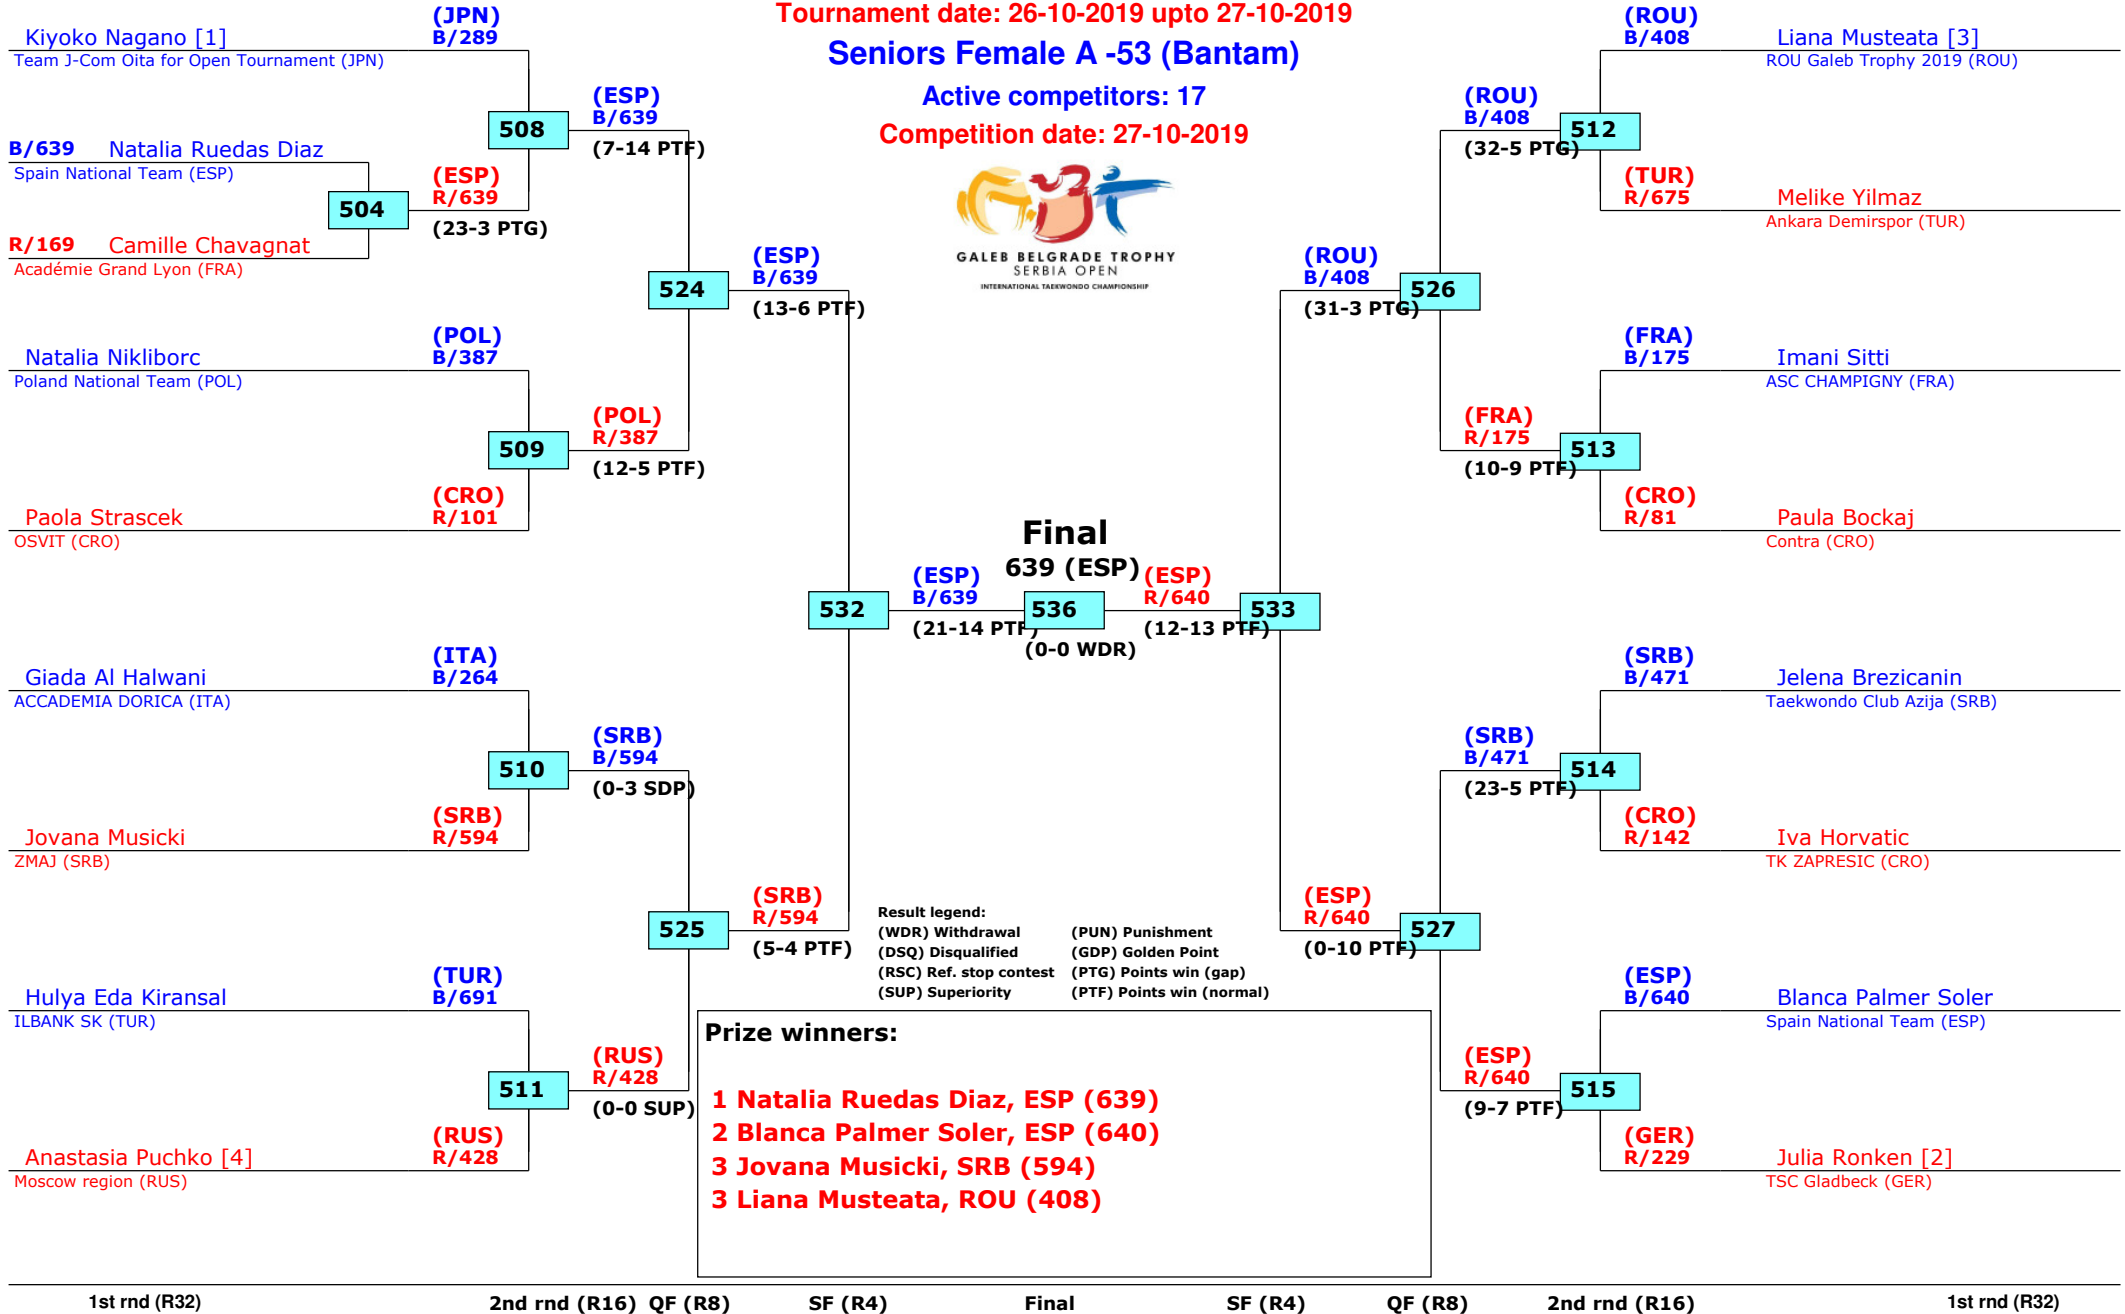 Tournament date: 26-10-2019 upto 27-10-2019
Seniors Female A -53 (Bantam)
Active competitors: 17
Competition date: 27-10-2019
GALEB BELGRADE TROPHY
SERBIA OPEN
INTERNATIONAL TAEKWONDO CHAMPIONSHIP
Kiyoko Nagano [1]
Team J-Com Oita for Open Tournament (JPN)
(JPN)
B/289
B/639 Natalia Ruedas Diaz
Spain National Team (ESP)
R/169 Camille Chavagnat
Académie Grand Lyon (FRA)
504
(ESP)
R/639
(23-3 PTG)
508
(ESP)
B/639
(7-14 PTF)
Natalia Nikliborc
Poland National Team (POL)
(POL)
B/387
Paola Strascek
OSVIT (CRO)
(CRO)
R/101
509
(POL)
R/387
(12-5 PTF)
524
(ESP)
B/639
(13-6 PTF)
Giada Al Halwani
ACCADEMIA DORICA (ITA)
(ITA)
B/264
Jovana Musicki
ZMAJ (SRB)
(SRB)
R/594
510
(SRB)
B/594
(0-3 SDP)
Hulya Eda Kiransal
ILBANK SK (TUR)
(TUR)
B/691
Anastasia Puchko [4]
Moscow region (RUS)
(RUS)
R/428
511
(RUS)
R/428
(0-0 SUP)
525
(SRB)
R/594
(5-4 PTF)
532
(ESP)
B/639
(21-14 PTF)
Final
639 (ESP)
536
(0-0 WDR)
(ESP)
R/640
(12-13 PTF)
533
(ROU)
B/408
(31-3 PTG)
526
(ROU)
B/408
(32-5 PTG)
512
(ROU)
B/408
Liana Musteata [3]
ROU Galeb Trophy 2019 (ROU)
(TUR)
R/675
Melike Yilmaz
Ankara Demirspor (TUR)
(FRA)
R/175
(10-9 PTF)
513
(FRA)
B/175
Imani Sitti
ASC CHAMPIGNY (FRA)
(CRO)
R/81
Paula Bockaj
Contra (CRO)
(ESP)
R/640
(0-10 PTF)
527
(SRB)
B/471
(23-5 PTF)
514
(SRB)
B/471
Jelena Brezicanin
Taekwondo Club Azija (SRB)
(CRO)
R/142
Iva Horvatic
TK ZAPRESIC (CRO)
(ESP)
R/640
(9-7 PTF)
515
(ESP)
B/640
Blanca Palmer Soler
Spain National Team (ESP)
(GER)
R/229
Julia Ronken [2]
TSC Gladbeck (GER)
Result legend:
(WDR) Withdrawal (PUN) Punishment
(DSQ) Disqualified (GDP) Golden Point
(RSC) Ref. stop contest (PTG) Points win (gap)
(SUP) Superiority (PTF) Points win (normal)
Prize winners:
1 Natalia Ruedas Diaz, ESP (639)
2 Blanca Palmer Soler, ESP (640)
3 Jovana Musicki, SRB (594)
3 Liana Musteata, ROU (408)
1st rnd (R32) 2nd rnd (R16) QF (R8) SF (R4) Final SF (R4) QF (R8) 2nd rnd (R16) 1st rnd (R32)